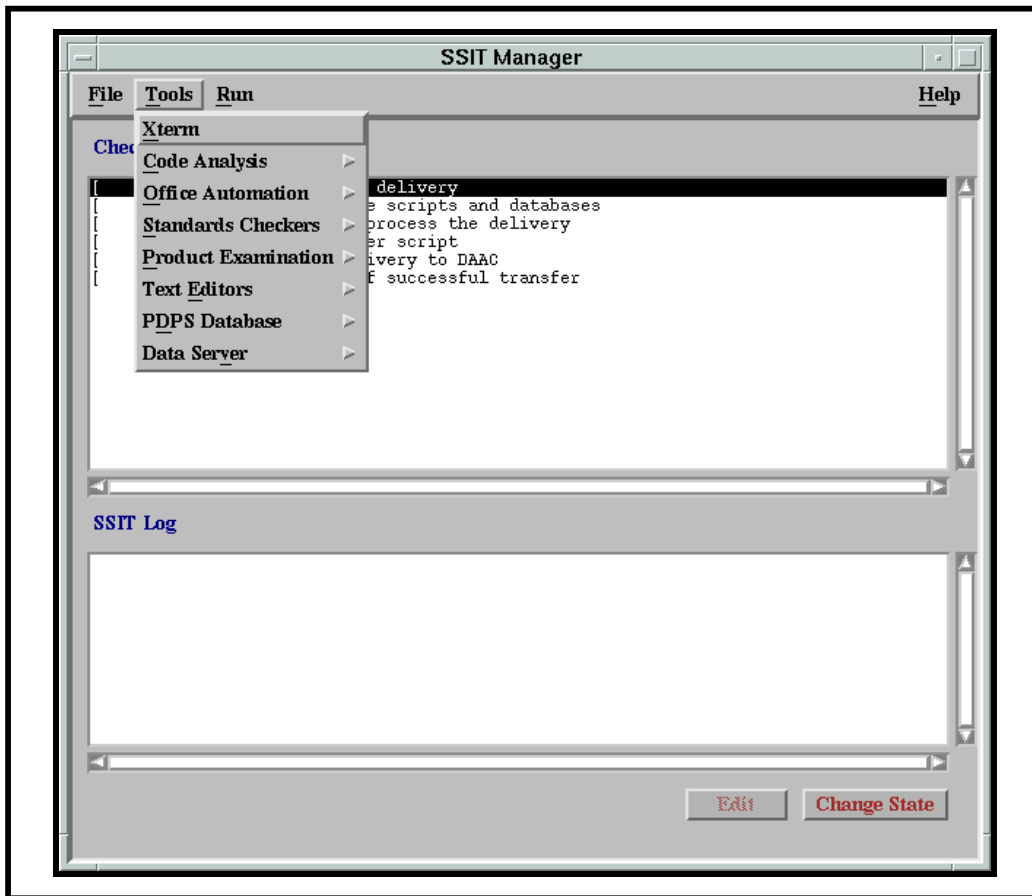 SSIT Manager
File Tools Run Help
Xterm
Code Analysis
Office Automation
Standards Checkers
Product Examination
Text Editors
PDPS Database
Data Server
[ delivery
[ scripts and databases
[ process the delivery
[ script
[ to DAAC
[ successful transfer
SSIT Log
Edit Change State